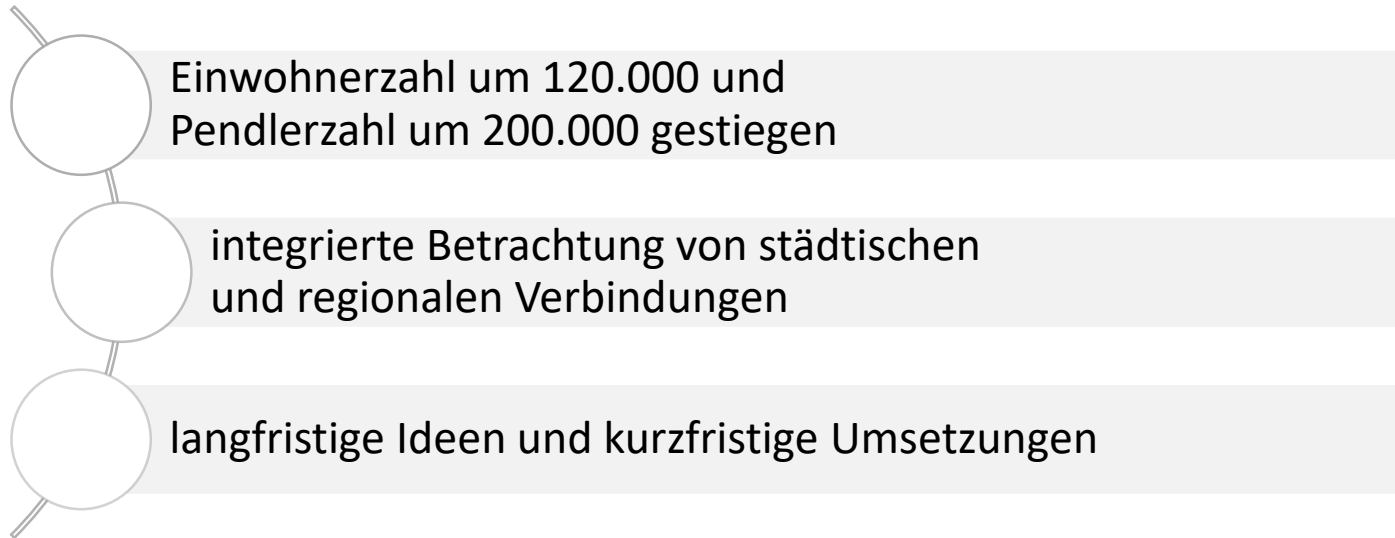 Einwohnerzahl um 120.000 und
Pendlerzahl um 200.000 gestiegen
integrierte Betrachtung von städtischen
und regionalen Verbindungen
langfristige Ideen und kurzfristige Umsetzungen